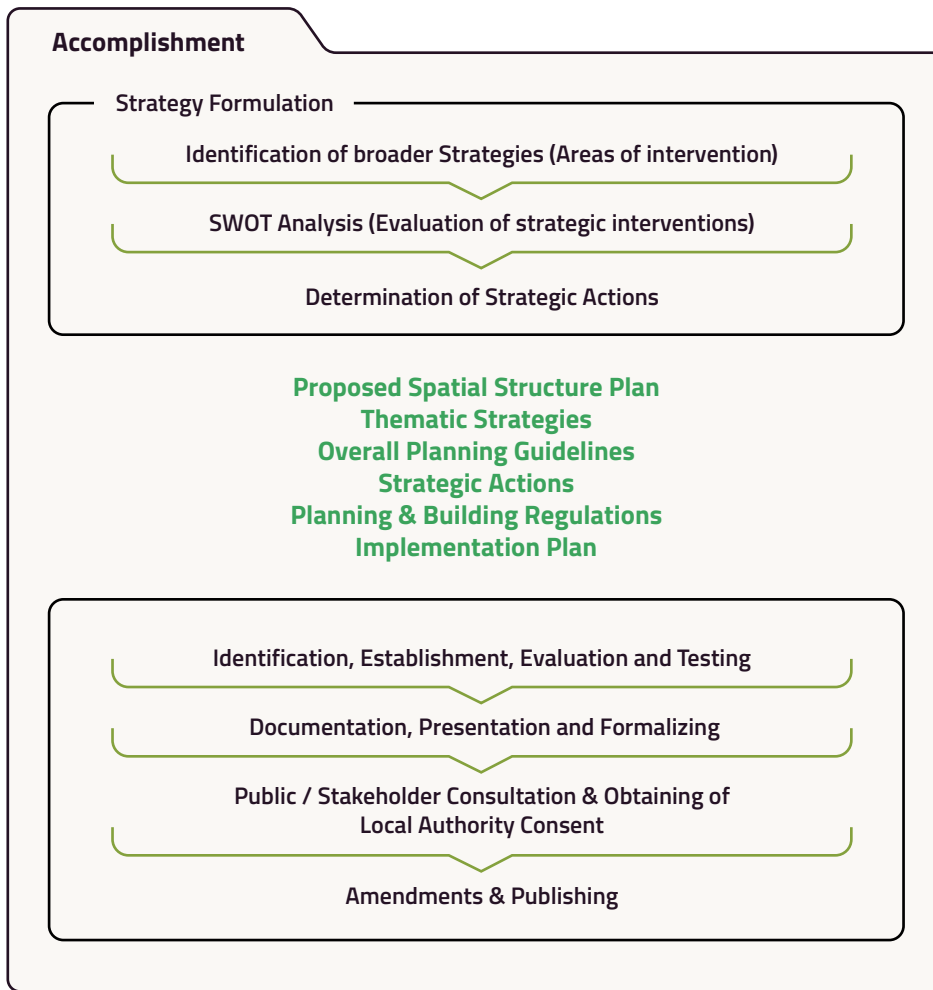 Accomplishment
Strategy Formulation
Identification of broader Strategies (Areas of intervention)
SWOT Analysis (Evaluation of strategic interventions)
Determination of Strategic Actions
Proposed Spatial Structure Plan
Thematic Strategies
Overall Planning Guidelines
Strategic Actions
Planning & Building Regulations
Implementation Plan
Identification, Establishment, Evaluation and Testing
Documentation, Presentation and Formalizing
Public / Stakeholder Consultation & Obtaining of
Local Authority Consent
Amendments & Publishing